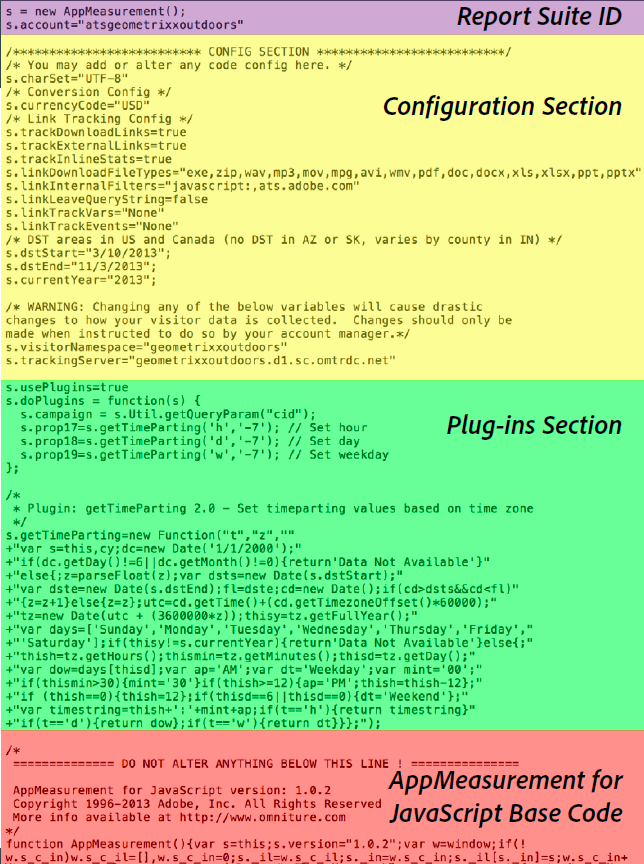 s = new AppMeasurement();
s.account="atsgeometrixxoutdoors"
Report Suite ID
/*************************** CONFIG SECTION **************************/
/* You may add or alter any code config here. */
s.charSet="UTF-8"
/* Conversion Config */
s.currencyCode="USD"
Configuration Section
/* Link Tracking Config */
s.trackDownloadLinks=true
s.trackExternalLinks=true
s.trackInlineStats=true
s.linkDownloadFileTypes="exe,zip,wav,mp3,mov,mpg,avi,wmv,pdf,doc,docx,xls,xlsx,ppt,pptx"
s.linkInternalFilters="javascript:,ats.adobe.com"
s.linkLeaveQueryString=false
s.linkTrackVars="None"
s.linkTrackEvents="None"
/* DST areas in US and Canada (no DST in AZ or SK, varies by county in IN) */
s.dstStart="3/10/2013";
s.dstEnd="11/3/2013";
s.currentYear="2013";
/* WARNING: Changing any of the below variables will cause drastic
changes to how your visitor data is collected.  Changes should only be
made when instructed to do so by your account manager.*/
s.visitorNamespace="geometrixxoutdoors"
s.trackingServer="geometrixxoutdoors.d1.sc.omtrdc.net"
s.usePlugins=true
s.doPlugins = function(s) {
s.campaign = s.Util.getQueryParam("cid");
Plug-ins Section
s.prop17=s.getTimeParting('h','-7'); // Set hour
s.prop18=s.getTimeParting('d','-7'); // Set day
s.prop19=s.getTimeParting('w','-7'); // Set weekday
};
/*
* Plugin: getTimeParting 2.0 - Set timeparting values based on time zone
*/
s.getTimeParting=new Function("t","z",""
+"var s=this,cy;dc=new Date('1/1/2000');"
+"if(dc.getDay()!=6||dc.getMonth()!=0){return'Data Not Available'}"
+"else{;z=parseFloat(z);var dsts=new Date(s.dstStart);"
+"var dste=new Date(s.dstEnd);fl=dste;cd=new Date();if(cd>dsts&&cd<fl)"
+"{z=z+1}else{z=z};utc=cd.getTime()+(cd.getTimezoneOffset()*60000);"
+"tz=new Date(utc + (3600000*z));thisy=tz.getFullYear();"
+"var days=['Sunday','Monday','Tuesday','Wednesday','Thursday','Friday',"
+"'Saturday'];if(thisy!=s.currentYear){return'Data Not Available'}else{;"
+"thish=tz.getHours();thismin=tz.getMinutes();thisd=tz.getDay();"
+"var dow=days[thisd];var ap='AM';var dt='Weekday';var mint='00';"
+"if(thismin>30){mint='30'}if(thish>=12){ap='PM';thish=thish-12};"
+"if (thish==0){thish=12};if(thisd==6||thisd==0){dt='Weekend'};"
+"var timestring=thish+':'+mint+ap;if(t=='h'){return timestring}"
+"if(t=='d'){return dow};if(t=='w'){return dt}}};");
/*
============== DO NOT ALTER ANYTHING BELOW THIS LINE ! ===============
AppMeasurement for JavaScript version: 1.0.2
AppMeasurement for
Copyright 1996-2013 Adobe, Inc. All Rights Reserved
More info available at http://www.omniture.com
JavaScript Base Code
*/
function AppMeasurement(){var s=this;s.version="1.0.2";var w=window;if(!
w.s_c_in)w.s_c_il=[],w.s_c_in=0;s._il=w.s_c_il;s._in=w.s_c_in;s._il[s._in]=s;w.s_c_in+